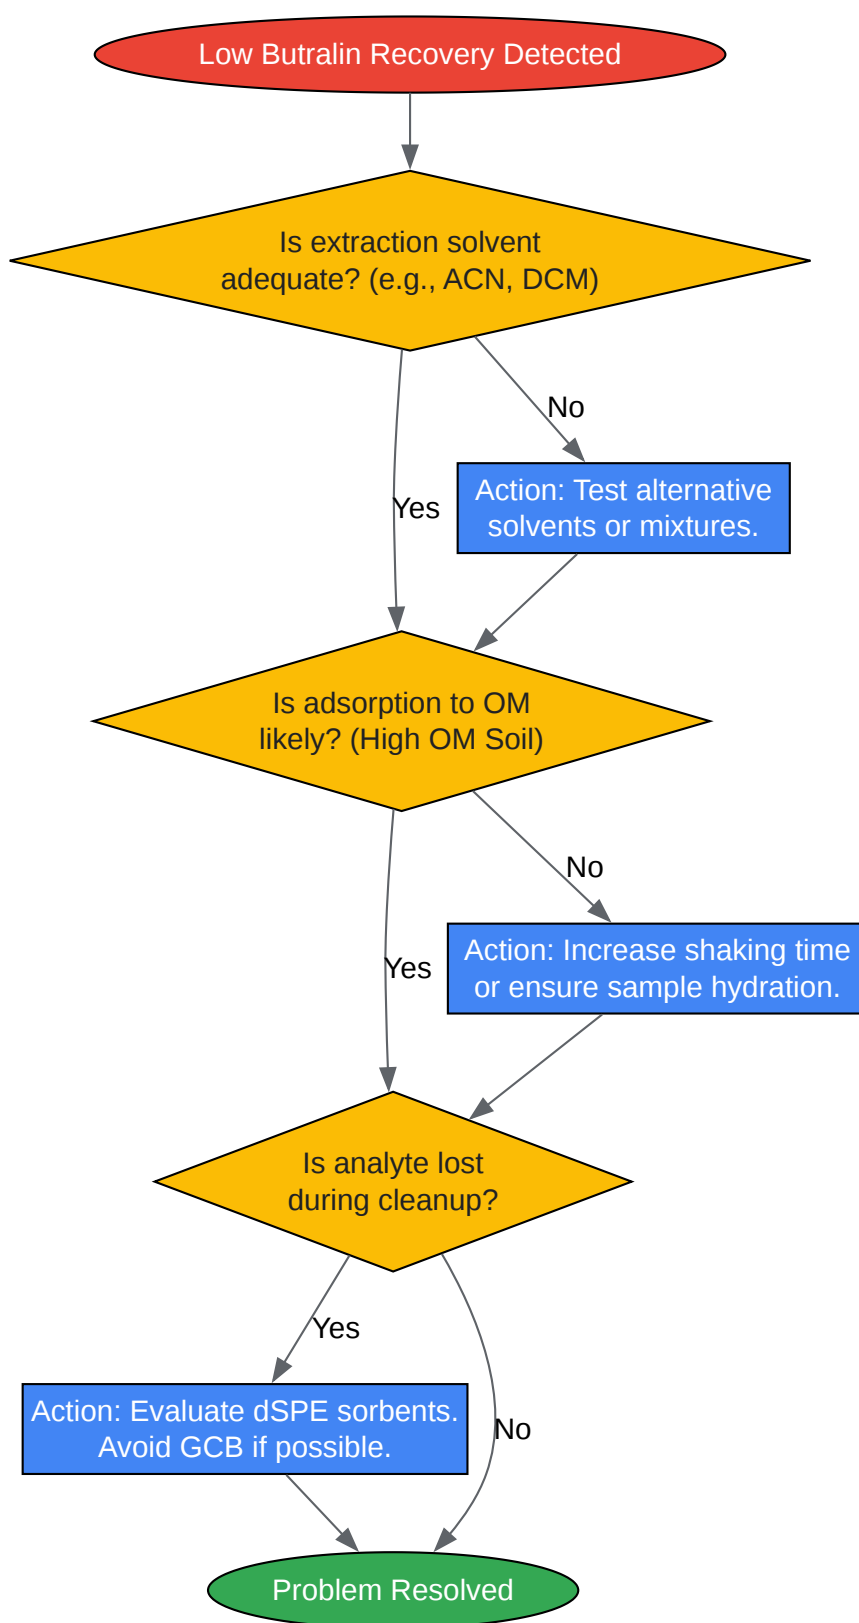 Low Butralin Recovery Detected
Is extraction solvent
adequate? (e.g., ACN, DCM)
No
Action: Test alternative
solvents or mixtures.
Yes
Is adsorption to OM
likely? (High OM Soil)
No
Action: Increase shaking time
or ensure sample hydration.
Yes
Is analyte lost
during cleanup?
Yes
Action: Evaluate dSPE sorbents.
Avoid GCB if possible.
No
Problem Resolved